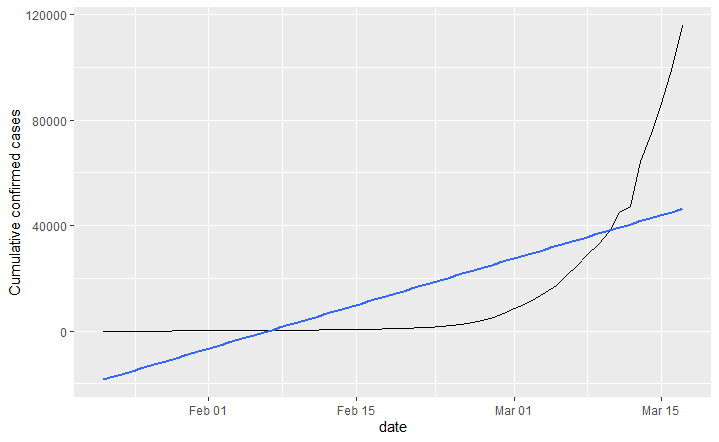 120000
80000
40000
0
Cumulative confirmed cases
Feb 01
Feb 15
Mar 01
Mar 15
date